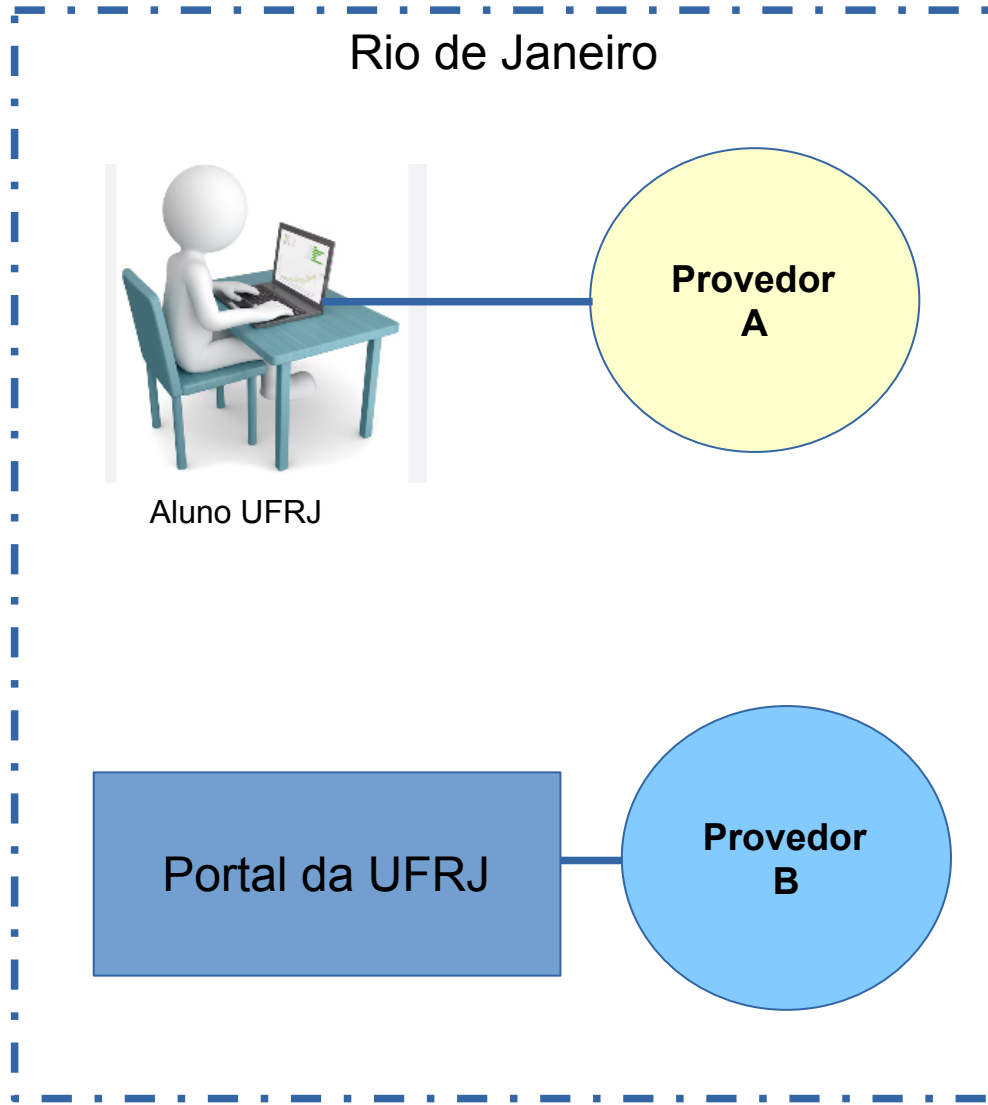 Rio de Janeiro
Provedor
A
Aluno UFRJ
Portal da UFRJ
Provedor
B